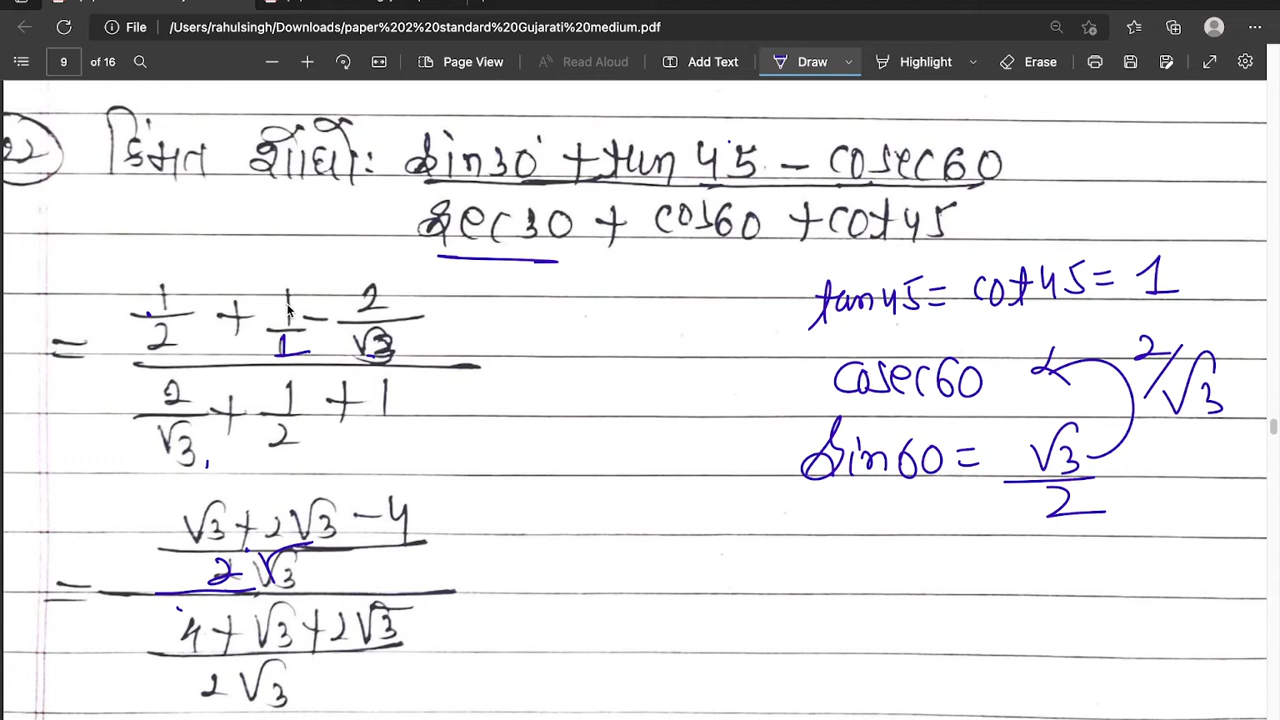 File /Users/rahulsingh/Downloads/paper%202%20standard%20Gujarati%20medium.pdf
9 of 16 Page View Read Aloud Add Text Draw Highlight Erase
22 કિંમત શોધો: sin30° + tan 45 - cosec60
sec30 + cos60 + cot45
tan45 = cot45 = 1
= 1/2 + 1/1 - 2/√3
2/√3 + 1/2 + 1
cosec60 2/√3
sin60 = √3/2
= √3 + 2√3 - 4
2√3
4 + √3 + 2√3
2√3